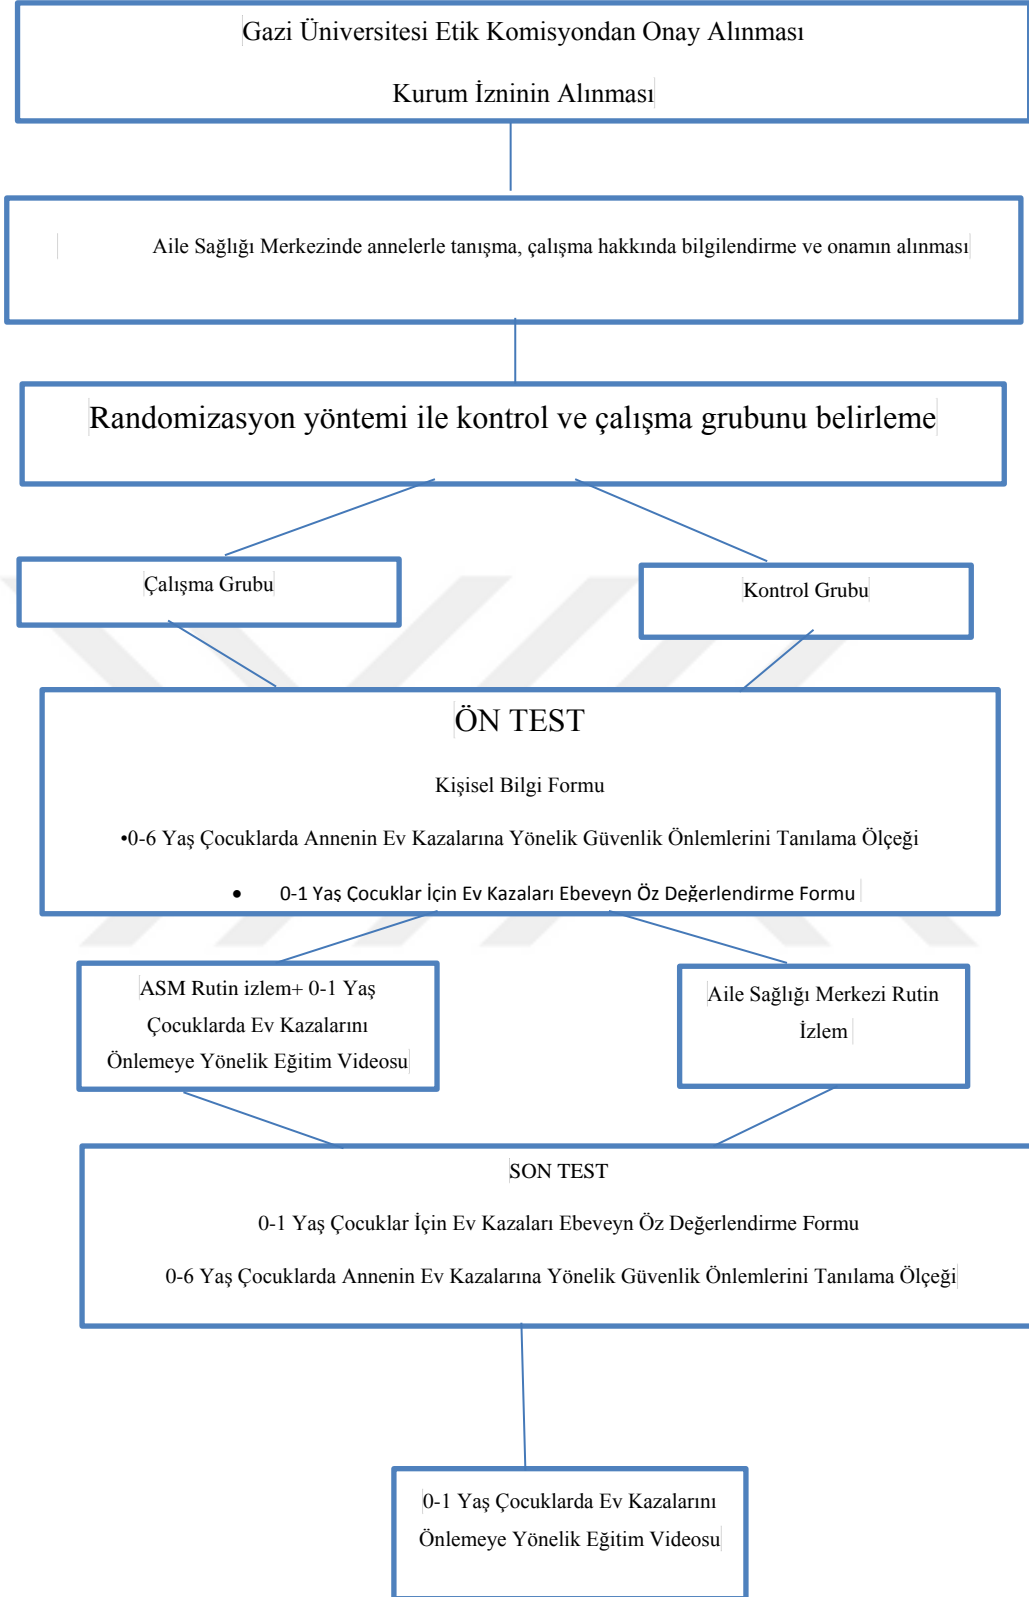 Gazi Üniversitesi Etik Komisyondan Onay Alınması
Kurum İzninin Alınması
Aile Sağlığı Merkezinde annelerle tanışma, çalışma hakkında bilgilendirme ve onamın alınması
Randomizasyon yöntemi ile kontrol ve çalışma grubunu belirleme
Çalışma Grubu
Kontrol Grubu
ÖN TEST
Kişisel Bilgi Formu
•0-6 Yaş Çocuklarda Annenin Ev Kazalarına Yönelik Güvenlik Önlemlerini Tanılama Ölçeği
• 0-1 Yaş Çocuklar İçin Ev Kazaları Ebeveyn Öz Değerlendirme Formu
ASM Rutin izlem+ 0-1 Yaş
Çocuklarda Ev Kazalarını
Önlemeye Yönelik Eğitim Videosu
Aile Sağlığı Merkezi Rutin
İzlem
SON TEST
0-1 Yaş Çocuklar İçin Ev Kazaları Ebeveyn Öz Değerlendirme Formu
0-6 Yaş Çocuklarda Annenin Ev Kazalarına Yönelik Güvenlik Önlemlerini Tanılama Ölçeği
0-1 Yaş Çocuklarda Ev Kazalarını
Önlemeye Yönelik Eğitim Videosu